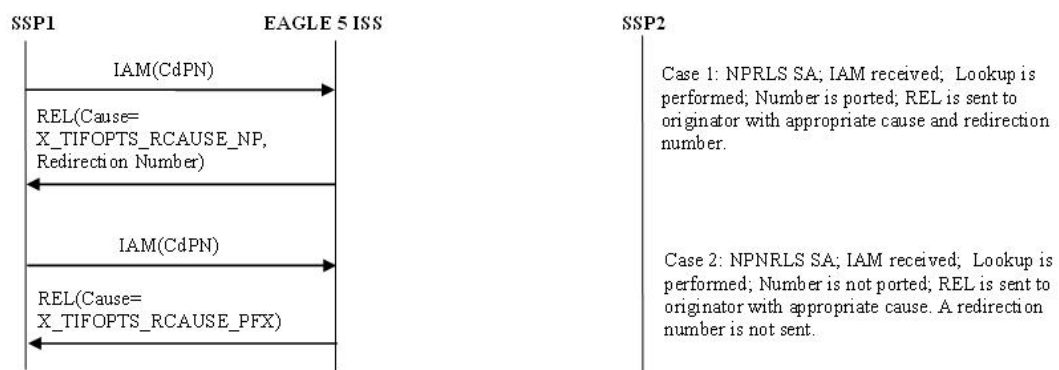 SSP1 EAGLE 5 ISS SSP2
IAM(CdPN)
REL(Cause=
X_TIFOPTS_RCAUSE_NP,
Redirection Number)
Case 1: NPRLS SA; IAM received; Lookup is
performed; Number is ported; REL is sent to
originator with appropriate cause and redirection
number.
IAM(CdPN)
REL(Cause=
X_TIFOPTS_RCAUSE_PFX)
Case 2: NPNRLS SA; IAM received; Lookup is
performed; Number is not ported; REL is sent to
originator with appropriate cause. A redirection
number is not sent.